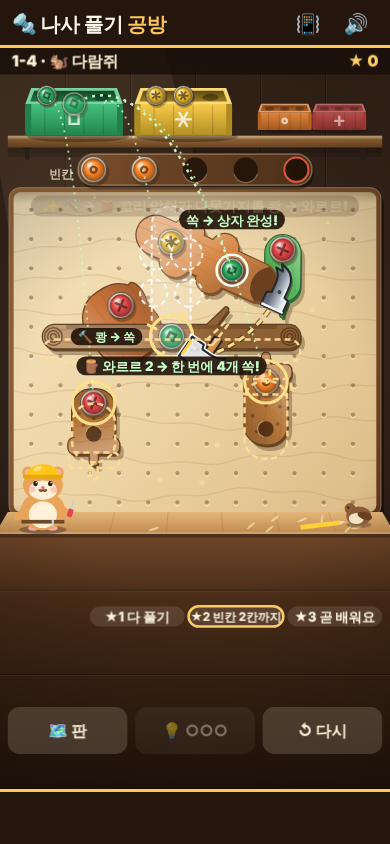 나사 풀기 공방
1-4 · 다람쥐 ★ 0
빈칸
쏙 → 상자 완성!
쾅 → 쏙
와르르 2 → 한 번에 4개 쏙!
★1 다 풀기 ★2 빈칸 2칸까지 ★3 곧 배워요
판 다시